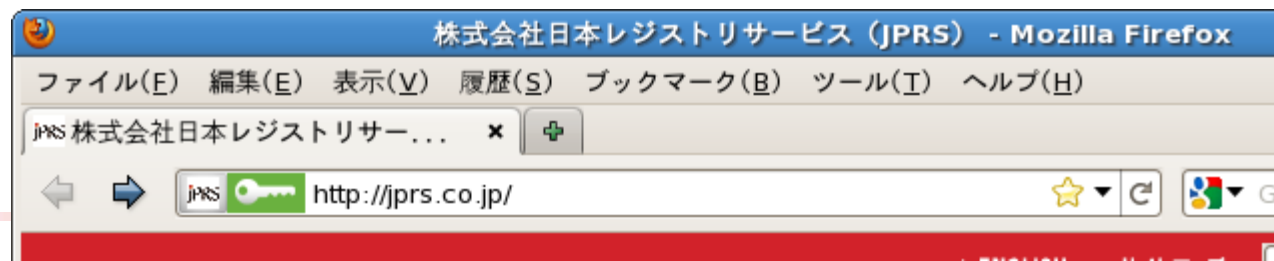 株式会社日本レジストリサービス（JPRS） - Mozilla Firefox
ファイル(F) 編集(E) 表示(V) 履歴(S) ブックマーク(B) ツール(T) ヘルプ(H)
JPRS 株式会社日本レジストリサー...
JPRS http://jprs.co.jp/ G